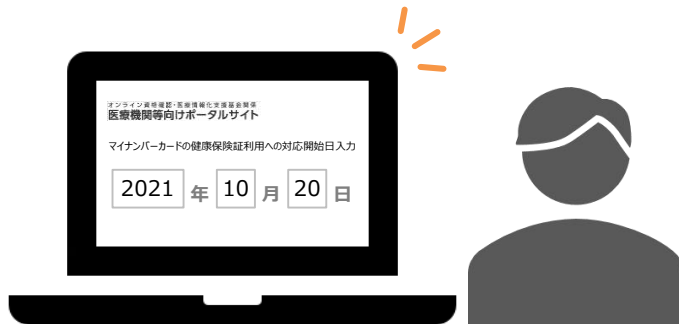 オンライン資格確認・医療情報化支援基金関係
医療機関等向けポータルサイト
マイナンバーカードの健康保険証利用への対応開始日入力
2021 年 10 月 20 日